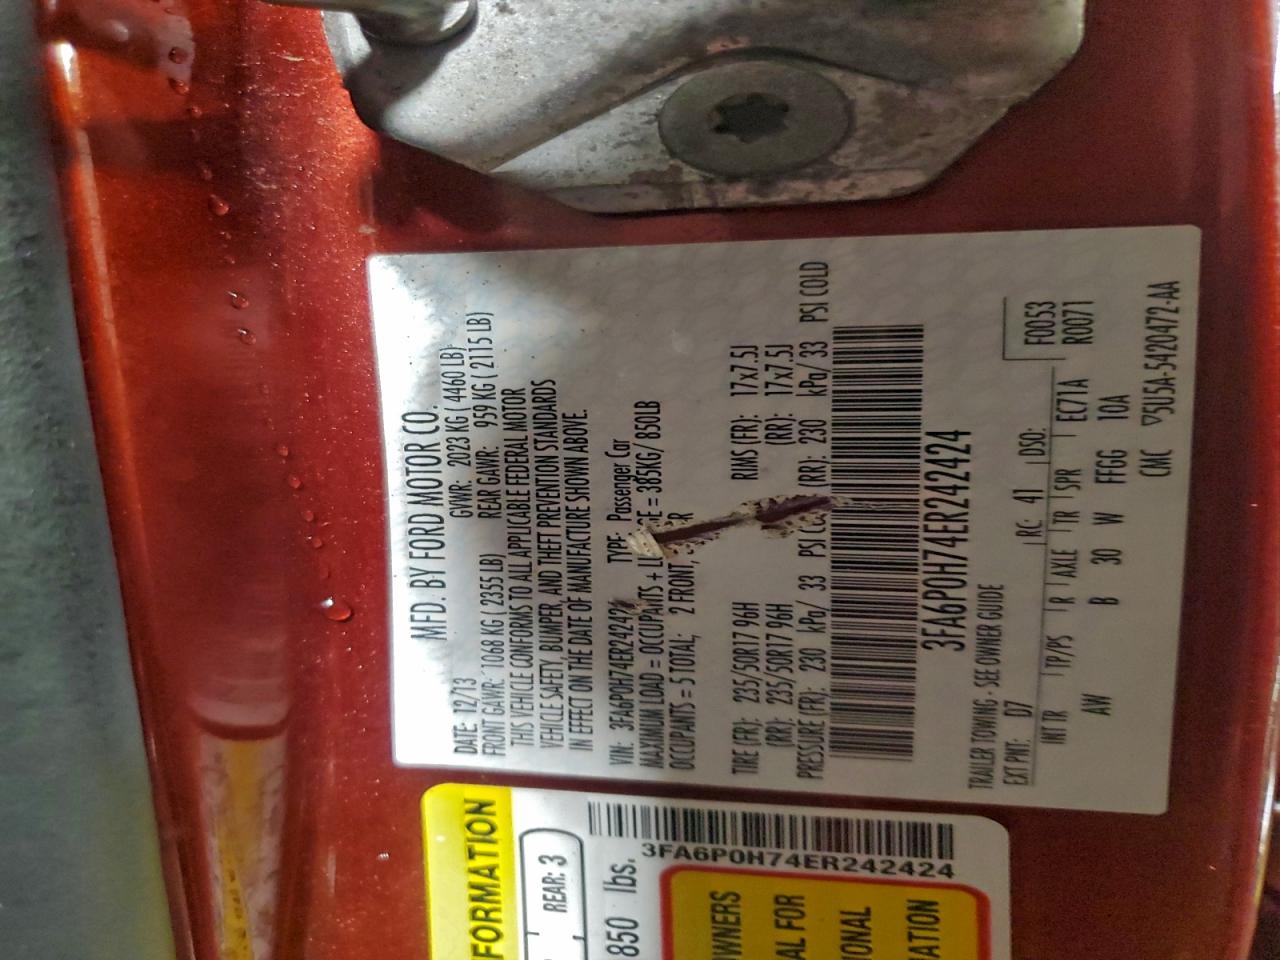 MFD. BY FORD MOTOR CO.
DATE: 12/13 GVWR: 2023 KG ( 4460 LB)
FRONT GAWR: 1068 KG ( 2355 LB) REAR GAWR: 959 KG ( 2115 LB)
THIS VEHICLE CONFORMS TO ALL APPLICABLE FEDERAL MOTOR
VEHICLE SAFETY, BUMPER, AND THEFT PREVENTION STANDARDS
IN EFFECT ON THE DATE OF MANUFACTURE SHOWN ABOVE.
VIN: 3FA6P0H74ER242424 TYPE: Passenger Car
MAXIMUM LOAD = OCCUPANTS + = 385KG/ 850LB
OCCUPANTS = 5 TOTAL; 2 FRONT,
TIRE (FR): 235/50R17 96H RIMS (FR): 17x7.5J
(RR): 235/50R17 96H (RR): 17x7.5J
PRESSURE (FR): 230 kPa/ 33 PSI (RR): 230 kPa/ 33 PSI COLD
3FA6P0H74ER242424
TRAILER TOWING - SEE OWNER GUIDE
EXT PNT: D7 RC: 41 DSO: F0053
INT TR TP/PS R AXLE TR SPR EC71A R0071
AW B 30 W FFGG 10A
CMC ▽5U5A-5420472-AA
FORMATION
REAR: 3
850 lbs.
3FA6P0H74ER242424
WNERS
AL FOR
IONAL
ATION